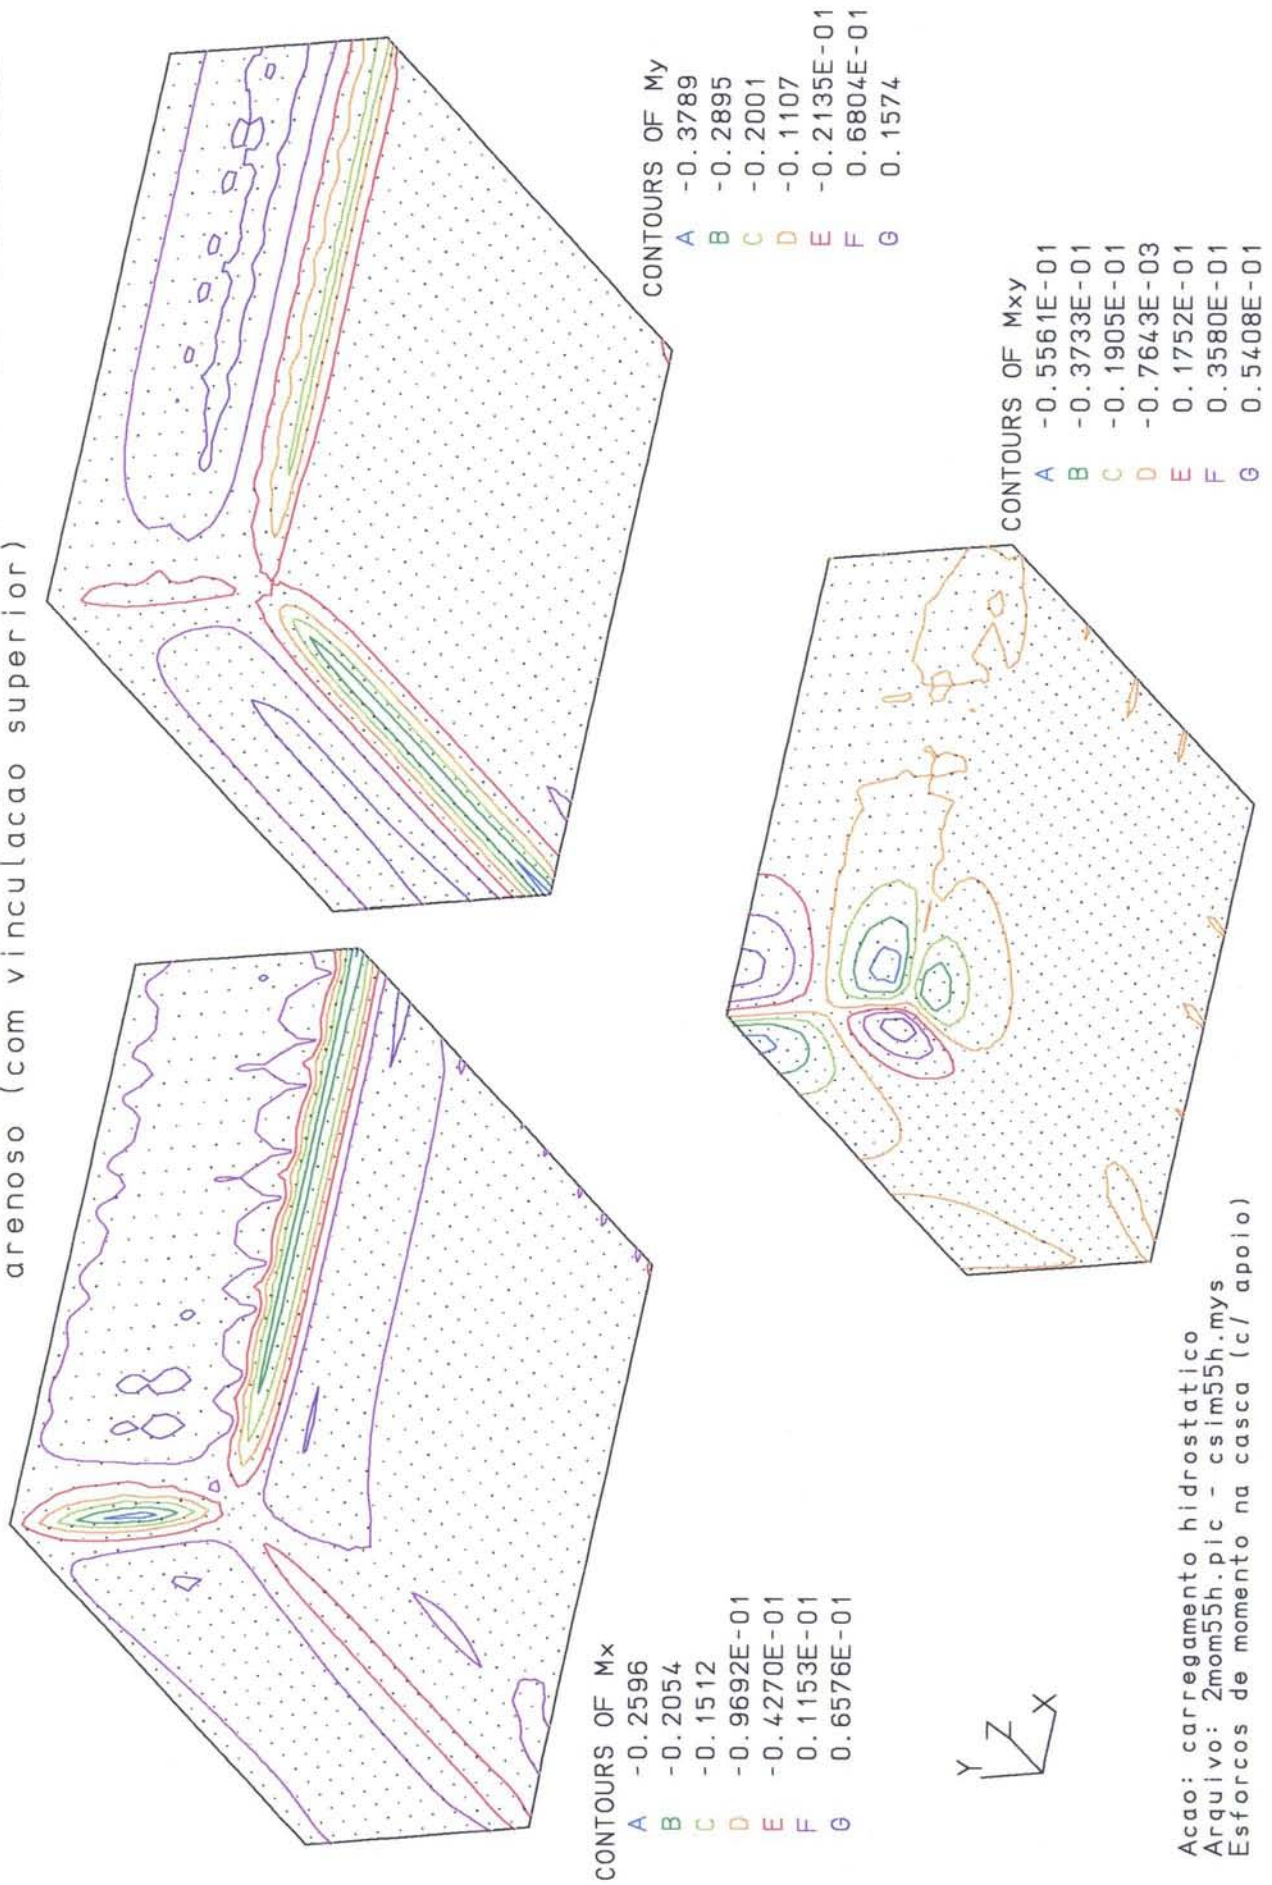 arenoso (com vinculacao superior)
CONTOURS OF Mx
A -0.2596
B -0.2054
C -0.1512
D -0.9692E-01
E -0.4270E-01
F 0.1153E-01
G 0.6576E-01
CONTOURS OF My
A -0.3789
B -0.2895
C -0.2001
D -0.1107
E -0.2135E-01
F 0.6804E-01
G 0.1574
CONTOURS OF Mxy
A -0.5561E-01
B -0.3733E-01
C -0.1905E-01
D -0.7643E-03
E 0.1752E-01
F 0.3580E-01
G 0.5408E-01
Y
Z
X
Acao: carregamento hidrostatico
Arquivo: 2mom55h.pic - csim55h.mys
Esforcos de momento na casca (c/ apoio)